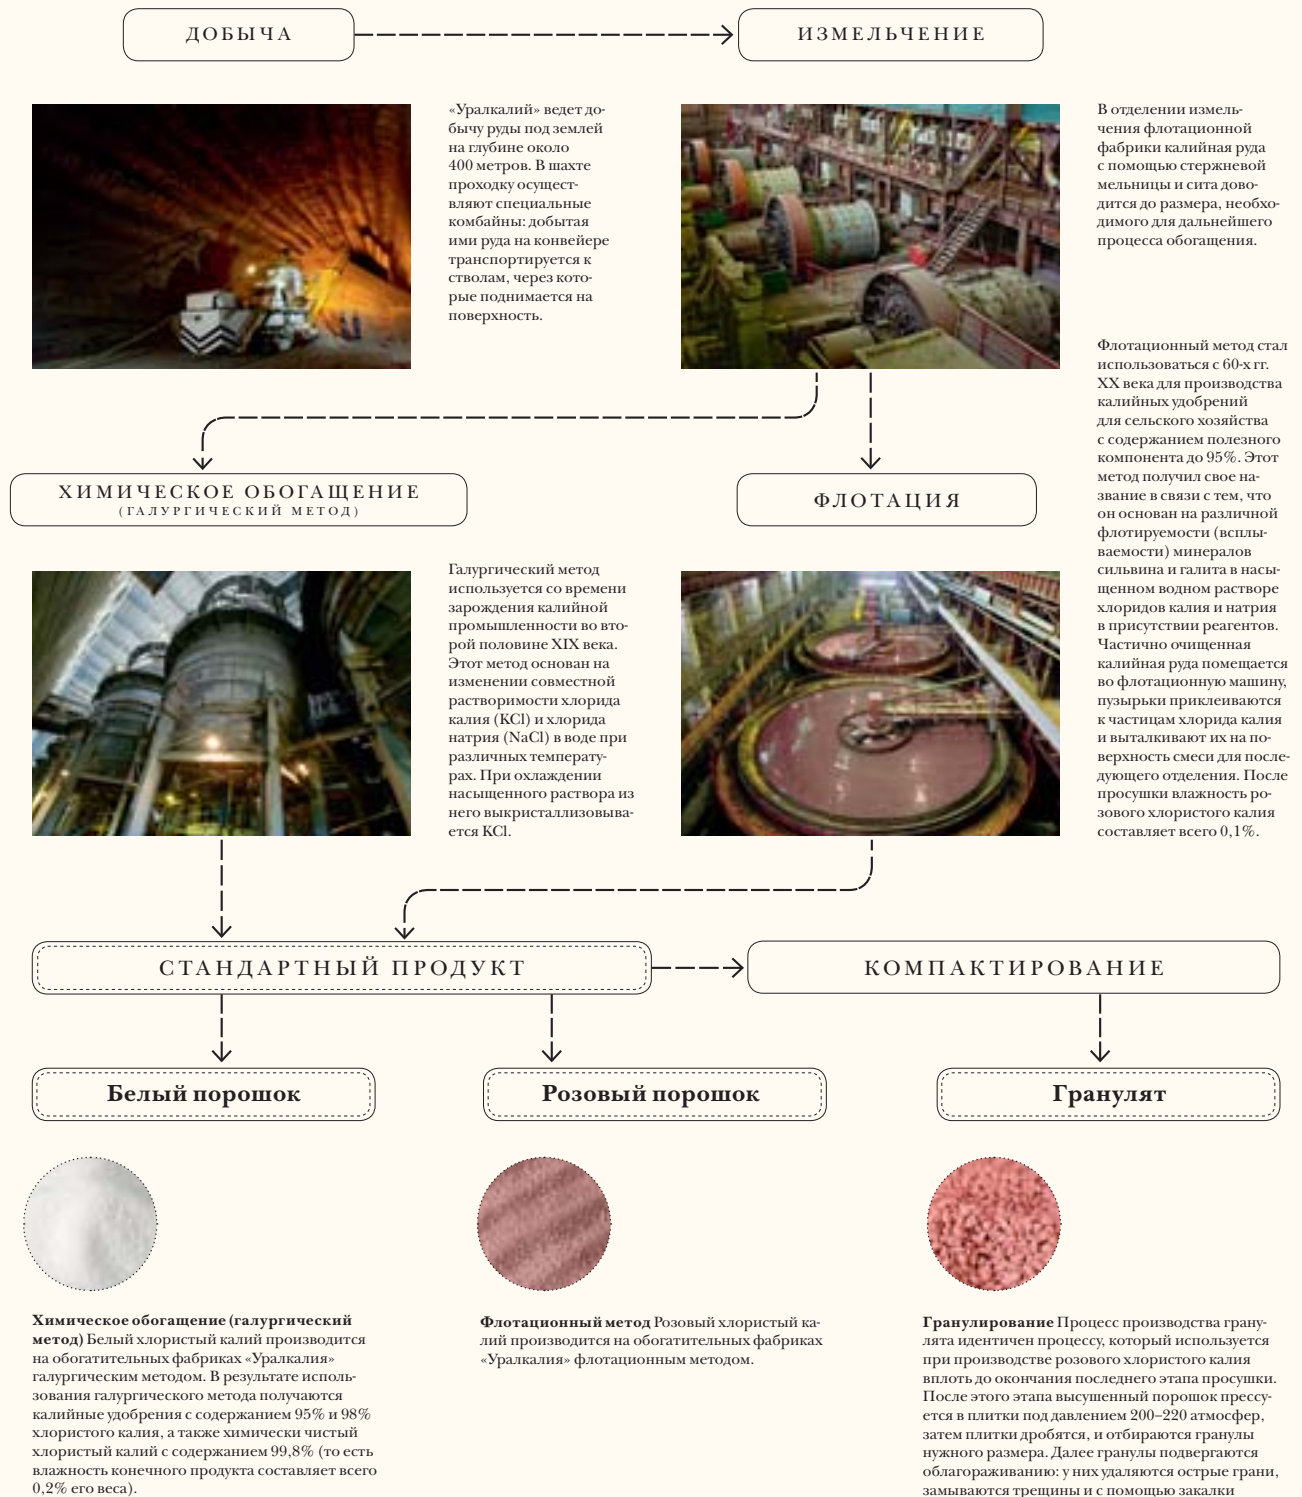 ДОБЫЧА
ИЗМЕЛЬЧЕНИЕ
«Уралкалий» ведет до-
бычу руды под землей
на глубине около
400 метров. В шахте
проходку осущест-
вляют специальные
комбайны: добытая
ими руда на конвейере
транспортируется к
стволам, через кото-
рые поднимается на
поверхность.
В отделении измель-
чения флотационной
фабрики калийная руда
с помощью стержневой
мельницы и сита дово-
дится до размера, необхо-
димого для дальнейшего
процесса обогащения.
ХИМИЧЕСКОЕ ОБОГАЩЕНИЕ
(ГАЛУРГИЧЕСКИЙ МЕТОД)
ФЛОТАЦИЯ
Галургический метод
используется со времени
зарождения калийной
промышленности во вто-
рой половине XIX века.
Этот метод основан на
изменении совместной
растворимости хлорида
калия (KCl) и хлорида
натрия (NaCl) в воде при
различных температу-
рах. При охлаждении
насыщенного раствора из
него выкристаллизовыва-
ется KCl.
Флотационный метод стал
использоваться с 60-х гг.
XX века для производства
калийных удобрений
для сельского хозяйства
с содержанием полезного
компонента до 95%. Этот
метод получил свое на-
звание в связи с тем, что
он основан на различной
флотируемости (всплы-
ваемости) минералов
сильвина и галита в насы-
щенном водном растворе
хлоридов калия и натрия
в присутствии реагентов.
Частично очищенная
калийная руда помещается
во флотационную машину,
пузырьки приклеиваются
к частицам хлорида калия
и выталкивают их на по-
верхность смеси для после-
дующего отделения. После
просушки влажность ро-
зового хлористого калия
составляет всего 0,1%.
СТАНДАРТНЫЙ ПРОДУКТ
КОМПАКТИРОВАНИЕ
Белый порошок
Розовый порошок
Гранулят
Химическое обогащение (галургический
метод) Белый хлористый калий производится
на обогатительных фабриках «Уралкалия»
галургическим методом. В результате исполь-
зования галургического метода получаются
калийные удобрения с содержанием 95% и 98%
хлористого калия, а также химически чистый
хлористый калий с содержанием 99,8% (то есть
влажность конечного продукта составляет всего
0,2% его веса).
Флотационный метод Розовый хлористый ка-
лий производится на обогатительных фабриках
«Уралкалия» флотационным методом.
Гранулирование Процесс производства грану-
лята идентичен процессу, который используется
при производстве розового хлористого калия
вплоть до окончания последнего этапа просушки.
После этого этапа высушенный порошок прессу-
ется в плитки под давлением 200–220 атмосфер,
затем плитки дробятся, и отбираются гранулы
нужного размера. Далее гранулы подвергаются
облагораживанию: у них удаляются острые грани,
замываются трещины и с помощью закалки